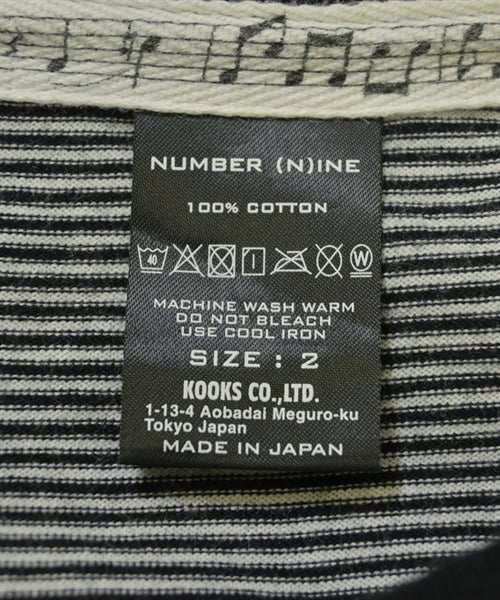 NUMBER (N)INE
100% COTTON
40 W
MACHINE WASH WARM
DO NOT BLEACH
USE COOL IRON
SIZE : 2
KOOKS CO.,LTD.
1-13-4 Aobadai Meguro-ku
Tokyo Japan
MADE IN JAPAN